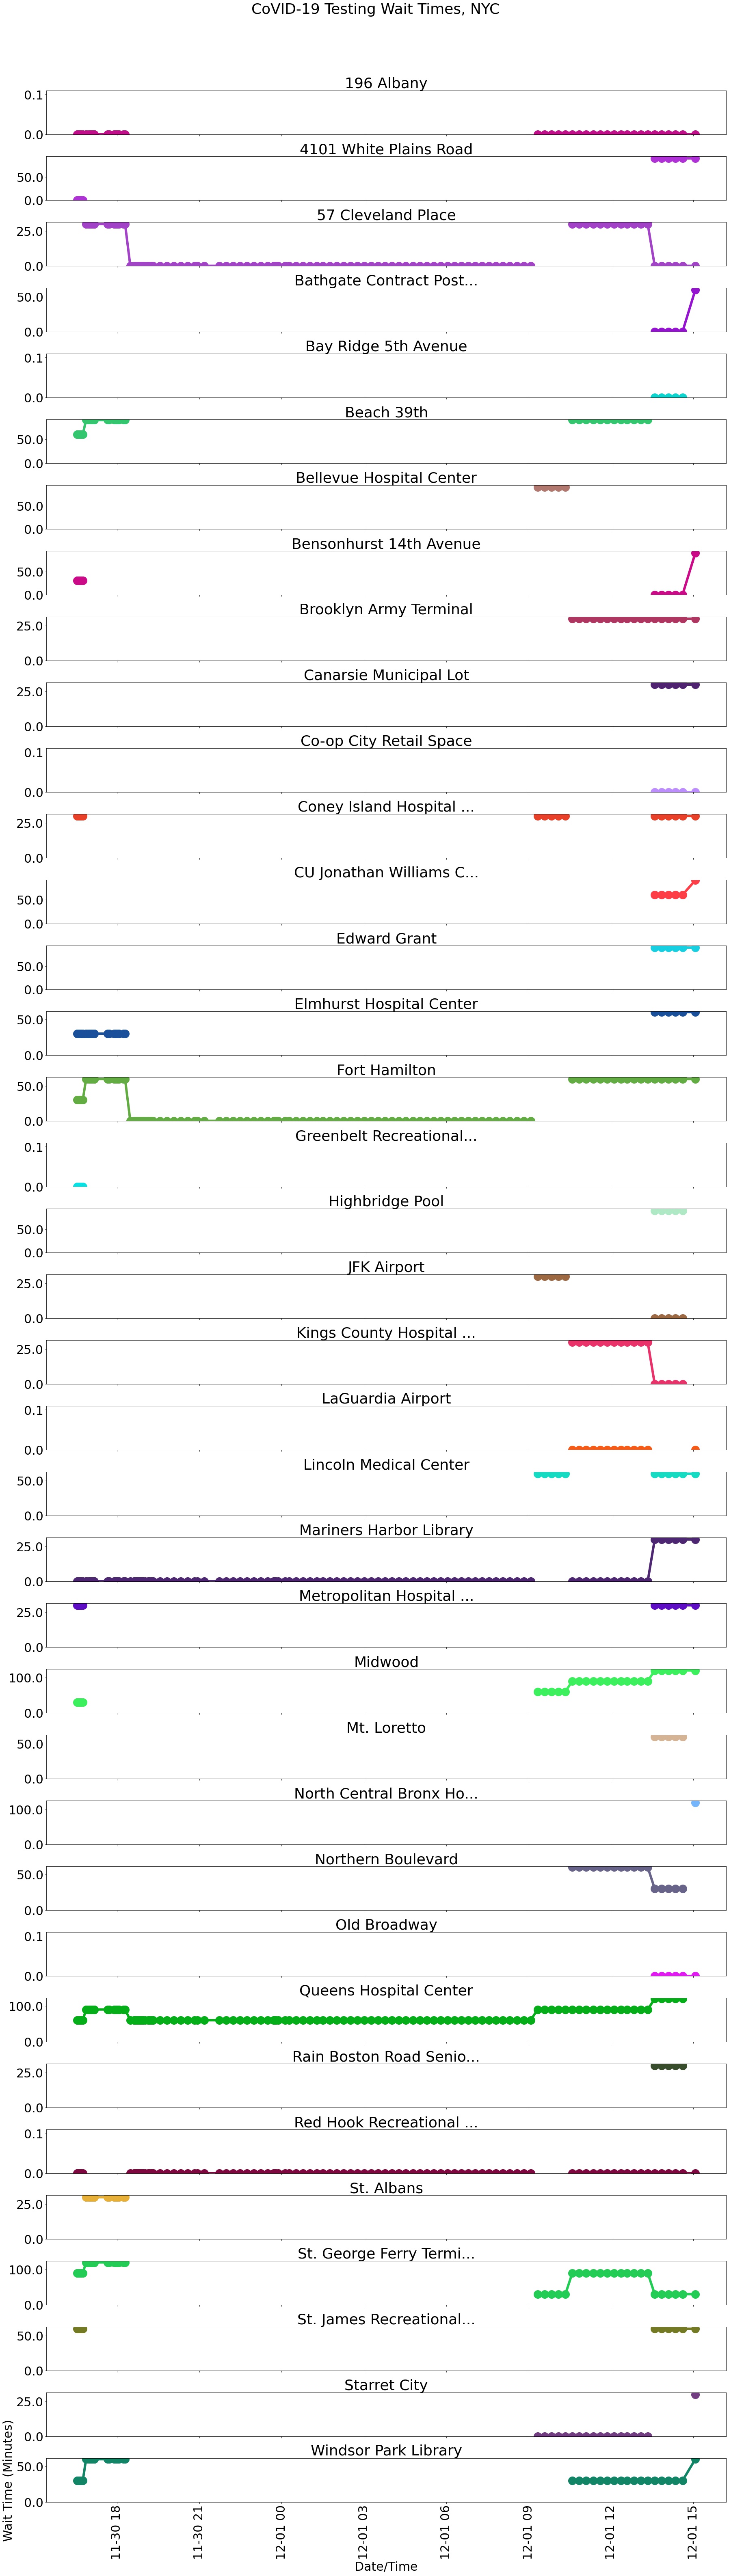 CoVID-19 Testing Wait Times, NYC
196 Albany
0.1
0.0
4101 White Plains Road
50.0
0.0
57 Cleveland Place
25.0
0.0
Bathgate Contract Post...
50.0
0.0
Bay Ridge 5th Avenue
0.1
0.0
Beach 39th
50.0
0.0
Bellevue Hospital Center
50.0
0.0
Bensonhurst 14th Avenue
50.0
0.0
Brooklyn Army Terminal
25.0
0.0
Canarsie Municipal Lot
25.0
0.0
Co-op City Retail Space
0.1
0.0
Coney Island Hospital ...
25.0
0.0
CU Jonathan Williams C...
50.0
0.0
Edward Grant
50.0
0.0
Elmhurst Hospital Center
50.0
0.0
Fort Hamilton
50.0
0.0
Greenbelt Recreational...
0.1
0.0
Highbridge Pool
50.0
0.0
JFK Airport
25.0
0.0
Kings County Hospital ...
25.0
0.0
LaGuardia Airport
0.1
0.0
Lincoln Medical Center
50.0
0.0
Mariners Harbor Library
25.0
0.0
Metropolitan Hospital ...
25.0
0.0
Midwood
100.0
0.0
Mt. Loretto
50.0
0.0
North Central Bronx Ho...
100.0
0.0
Northern Boulevard
50.0
0.0
Old Broadway
0.1
0.0
Queens Hospital Center
100.0
0.0
Rain Boston Road Senio...
25.0
0.0
Red Hook Recreational ...
0.1
0.0
St. Albans
25.0
0.0
St. George Ferry Termi...
100.0
0.0
St. James Recreational...
50.0
0.0
Starret City
25.0
0.0
Windsor Park Library
50.0
0.0
Wait Time (Minutes)
11-30 18
11-30 21
12-01 00
12-01 03
12-01 06
12-01 09
12-01 12
12-01 15
Date/Time